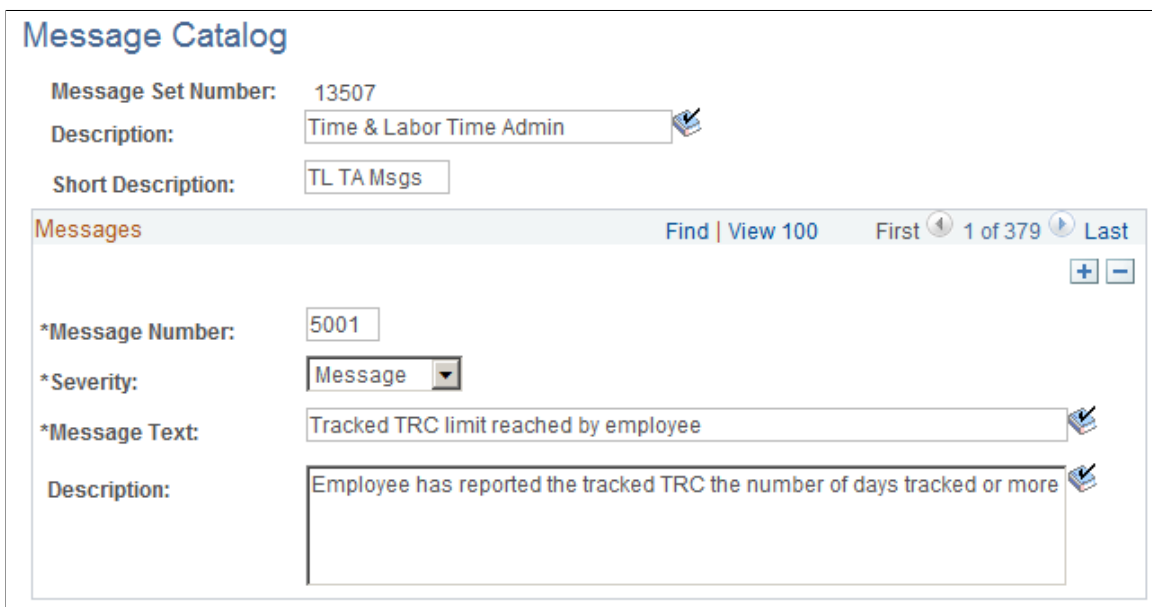 Message Catalog
Message Set Number: 13507
Description: Time & Labor Time Admin
Short Description: TL TA Msgs
Messages Find | View 100 First 1 of 379 Last
*Message Number: 5001
*Severity: Message
*Message Text: Tracked TRC limit reached by employee
Description: Employee has reported the tracked TRC the number of days tracked or more